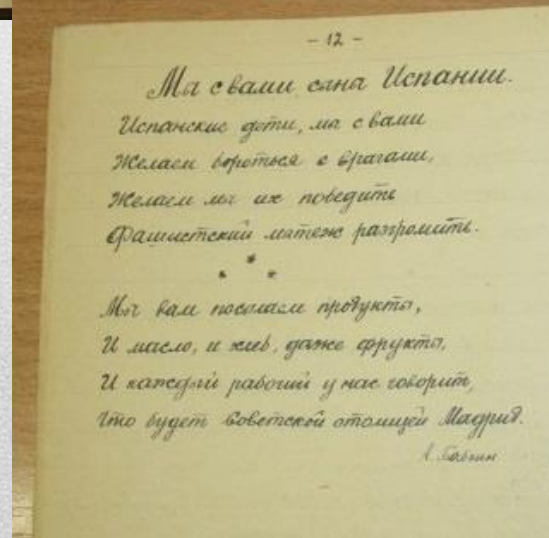 - 12 -
Мы с вами сына Испании.
Испанские дети, мы с вами
Желаем бороться с врагами,
Желаем мы их победить
Фашистский мятеж разгромить.
* * *
Мы вам посылаем продукты,
И масло, и хлеб, даже фрукты,
И каждый рабочий у нас говорит,
Что будет Советской столицей Мадрид.